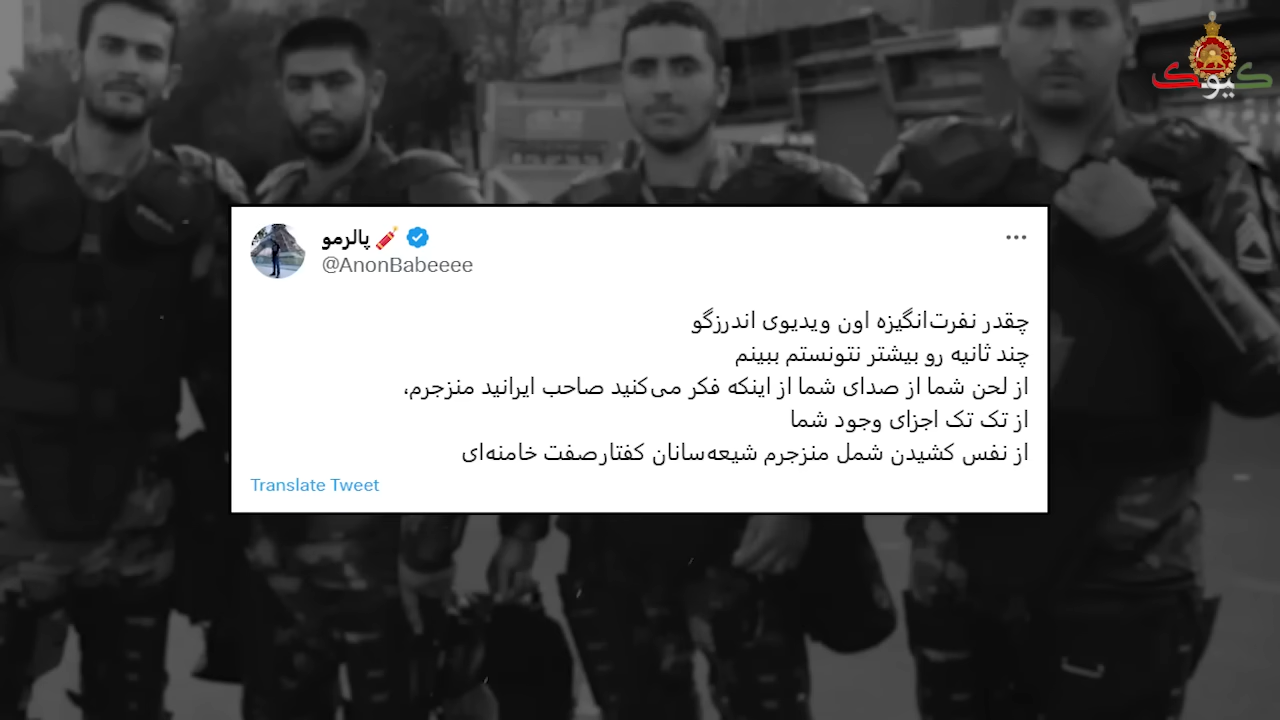 کیوک
پالرمو
@AnonBabeeee
چقدر نفرت‌انگیزه اون ویدیوی اندرزگو
چند ثانیه رو بیشتر نتونستم ببینم
از لحن شما از صدای شما از اینکه فکر می‌کنید صاحب ایرانید منزجرم،
از تک تک اجزای وجود شما
از نفس کشیدن شمل منزجرم شیعه‌سانان کفتارصفت خامنه‌ای
Translate Tweet